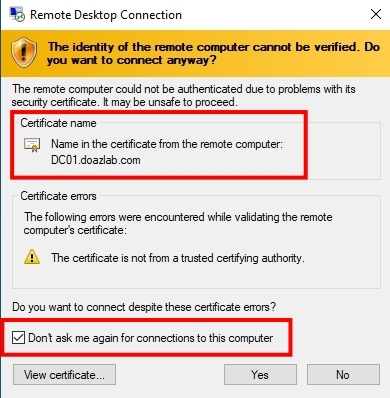 Remote Desktop Connection
The identity of the remote computer cannot be verified. Do
you want to connect anyway?
The remote computer could not be authenticated due to problems with its
security certificate. It may be unsafe to proceed.
Certificate name
Name in the certificate from the remote computer:
DC01.doazlab.com
Certificate errors
The following errors were encountered while validating the remote
computer's certificate:
The certificate is not from a trusted certifying authority.
Do you want to connect despite these certificate errors?
Don't ask me again for connections to this computer
View certificate... Yes No